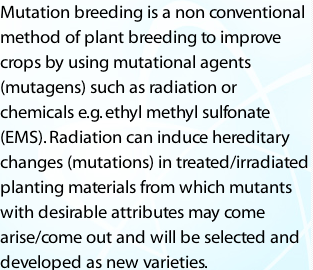 Mutation breeding is a non conventional
method of plant breeding to improve
crops by using mutational agents
(mutagens) such as radiation or
chemicals e.g. ethyl methyl sulfonate
(EMS). Radiation can induce hereditary
changes (mutations) in treated/irradiated
planting materials from which mutants
with desirable attributes may come
arise/come out and will be selected and
developed as new varieties.